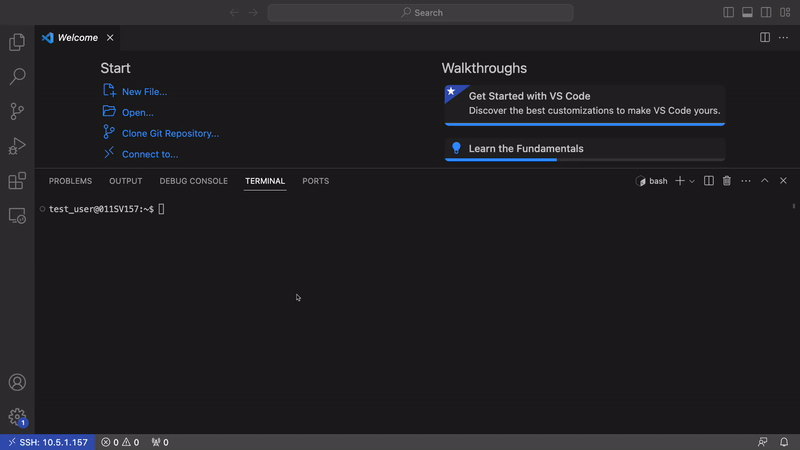 Search
Welcome
Start
New File...
Open...
Clone Git Repository...
Connect to...
Walkthroughs
Get Started with VS Code
Discover the best customizations to make VS Code yours.
Learn the Fundamentals
PROBLEMS OUTPUT DEBUG CONSOLE TERMINAL PORTS
bash
test_user@011SV157:~$
1
SSH: 10.5.1.157 0 0 0